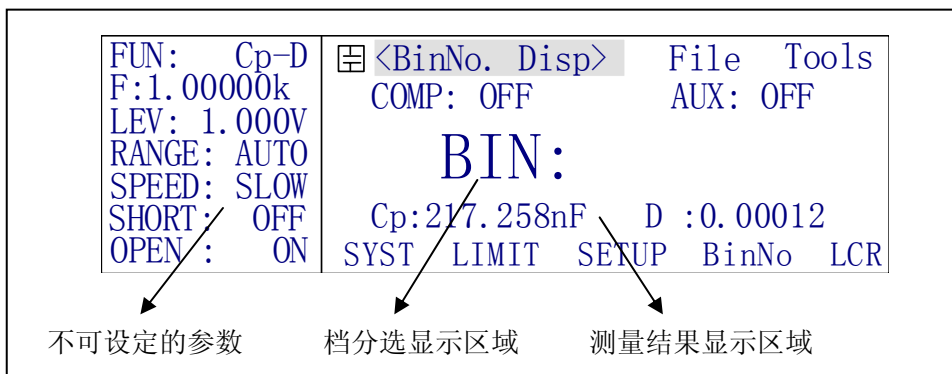 FUN: Cp-D
F:1.00000k
LEV: 1.000V
RANGE: AUTO
SPEED: SLOW
SHORT: OFF
OPEN : ON
<BinNo. Disp> File Tools
COMP: OFF AUX: OFF
BIN:
Cp:217.258nF D :0.00012
SYST LIMIT SETUP BinNo LCR
不可设定的参数 档分选显示区域 测量结果显示区域